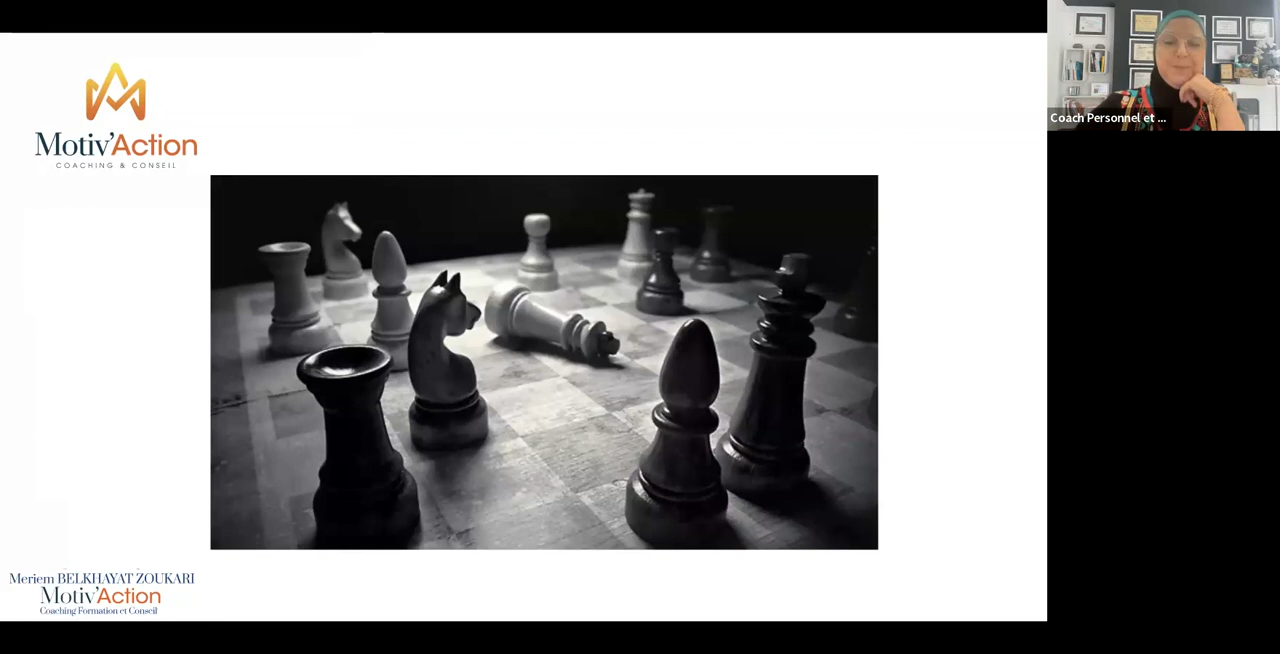 Motiv'Action
COACHING & CONSEIL
Coach Personnel et ...
Meriem BELKHAYAT ZOUKARI
Motiv'Action
Coaching Formation et Conseil